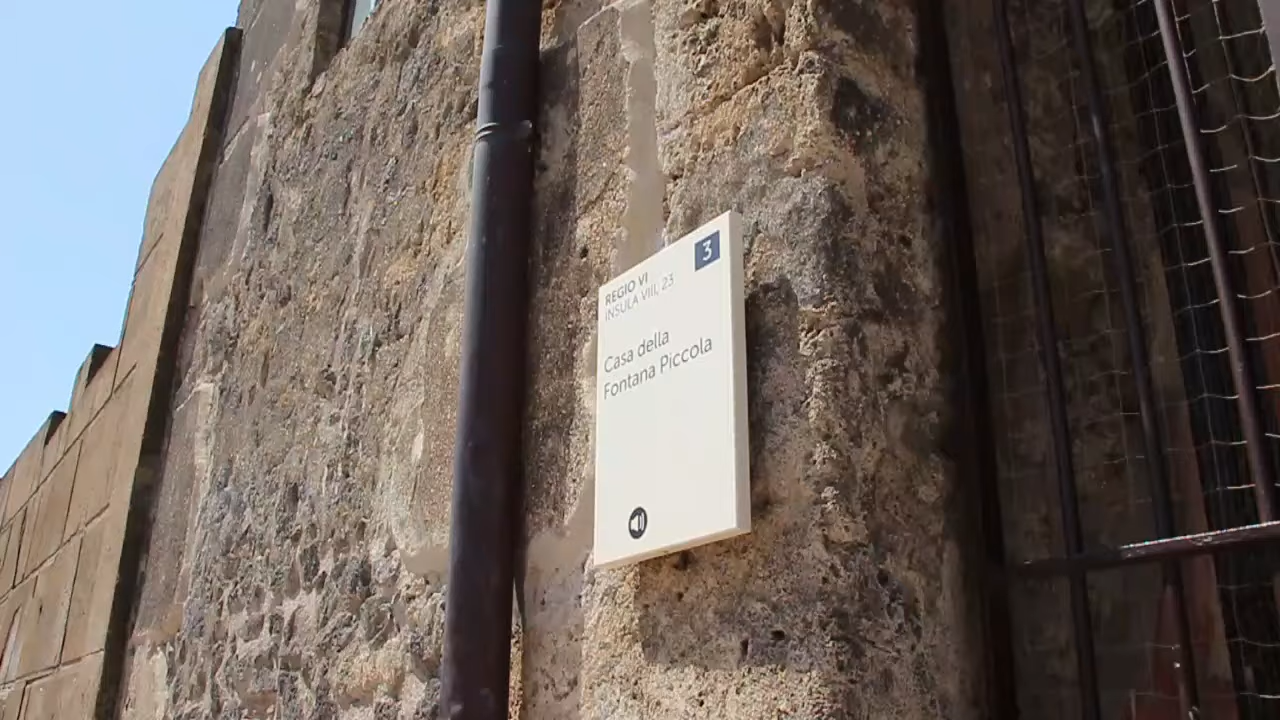 3
REGIO VI
INSULA VIII, 23
Casa della
Fontana Piccola